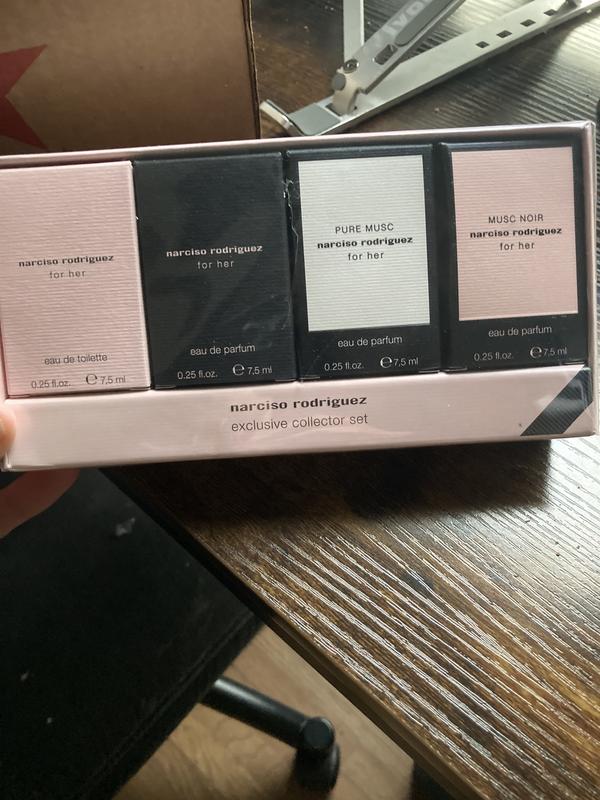 narciso rodriguez
for her
eau de toilette
0.25 fl.oz. e 7,5 ml
narciso rodriguez
for her
eau de parfum
0.25 fl.oz. e 7,5 ml
PURE MUSC
narciso rodriguez
for her
eau de parfum
0.25 fl.oz. e 7,5 ml
MUSC NOIR
narciso rodriguez
for her
eau de parfum
0.25 fl.oz. e 7,5 ml
narciso rodriguez
exclusive collector set